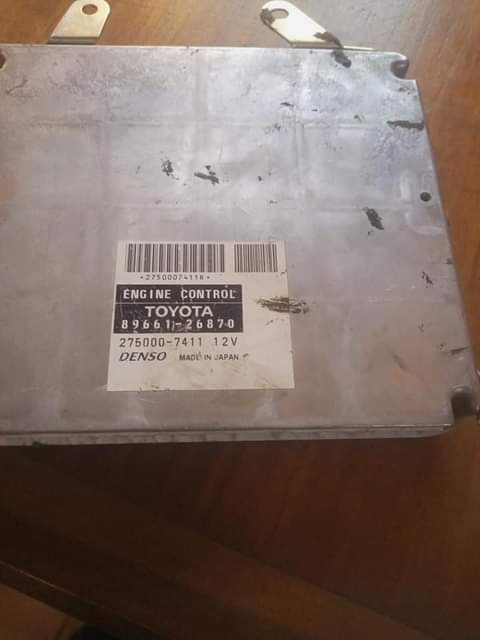 *2750007411K*
ENGINE CONTROL
TOYOTA
89661-26870
275000-7411 12V
DENSO MADE IN JAPAN